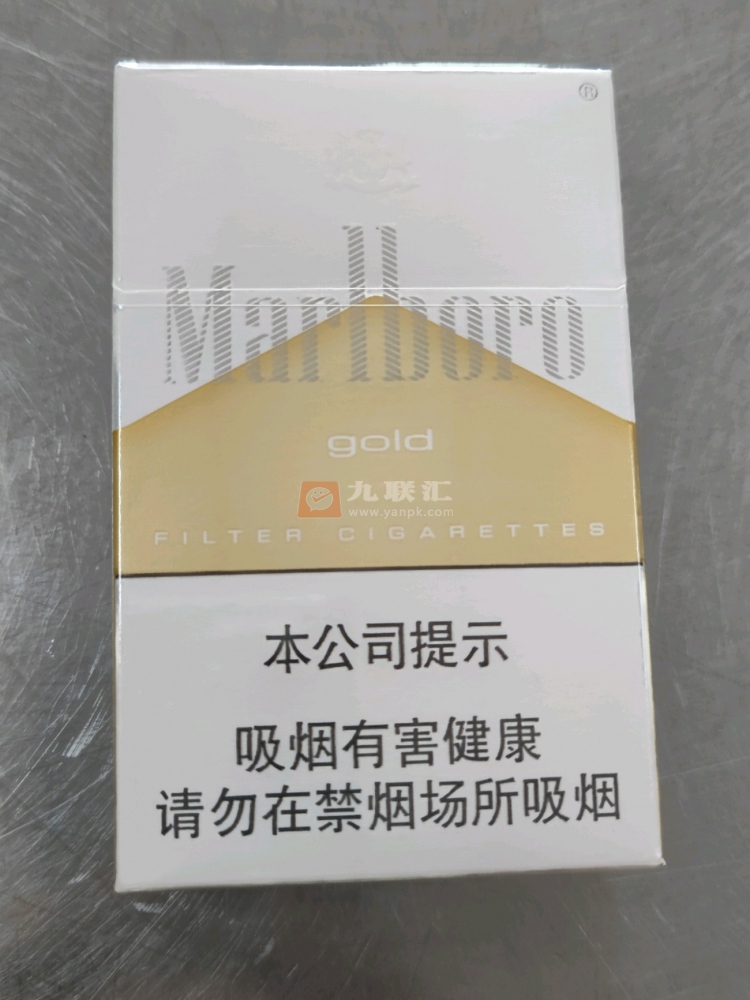 ®
Marlboro
gold
九联汇
www.yanpk.com
FILTER CIGARETTES
本公司提示
吸烟有害健康
请勿在禁烟场所吸烟